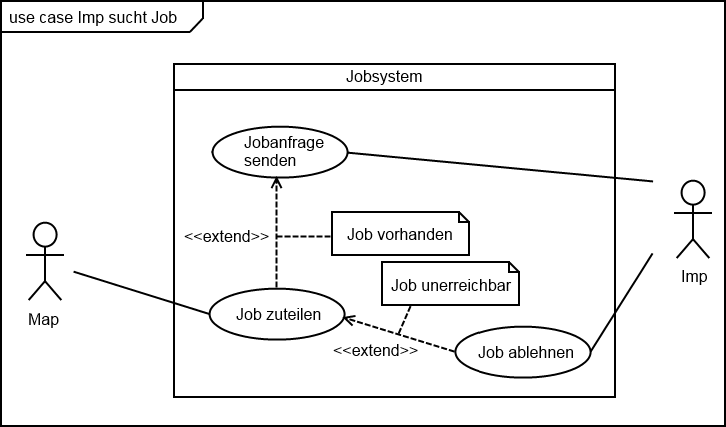 use case Imp sucht Job
Jobsystem
Jobanfrage
senden
<<extend>>
Job vorhanden
Job unerreichbar
Imp
Map
Job zuteilen
<<extend>>
Job ablehnen